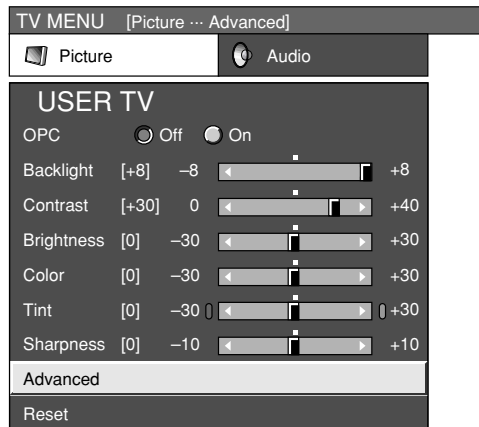 TV MENU [Picture ··· Advanced]
Picture Audio
USER TV
OPC Off On
Backlight [+8] –8 +8
Contrast [+30] 0 +40
Brightness [0] –30 +30
Color [0] –30 +30
Tint [0] –30 +30
Sharpness [0] –10 +10
Advanced
Reset